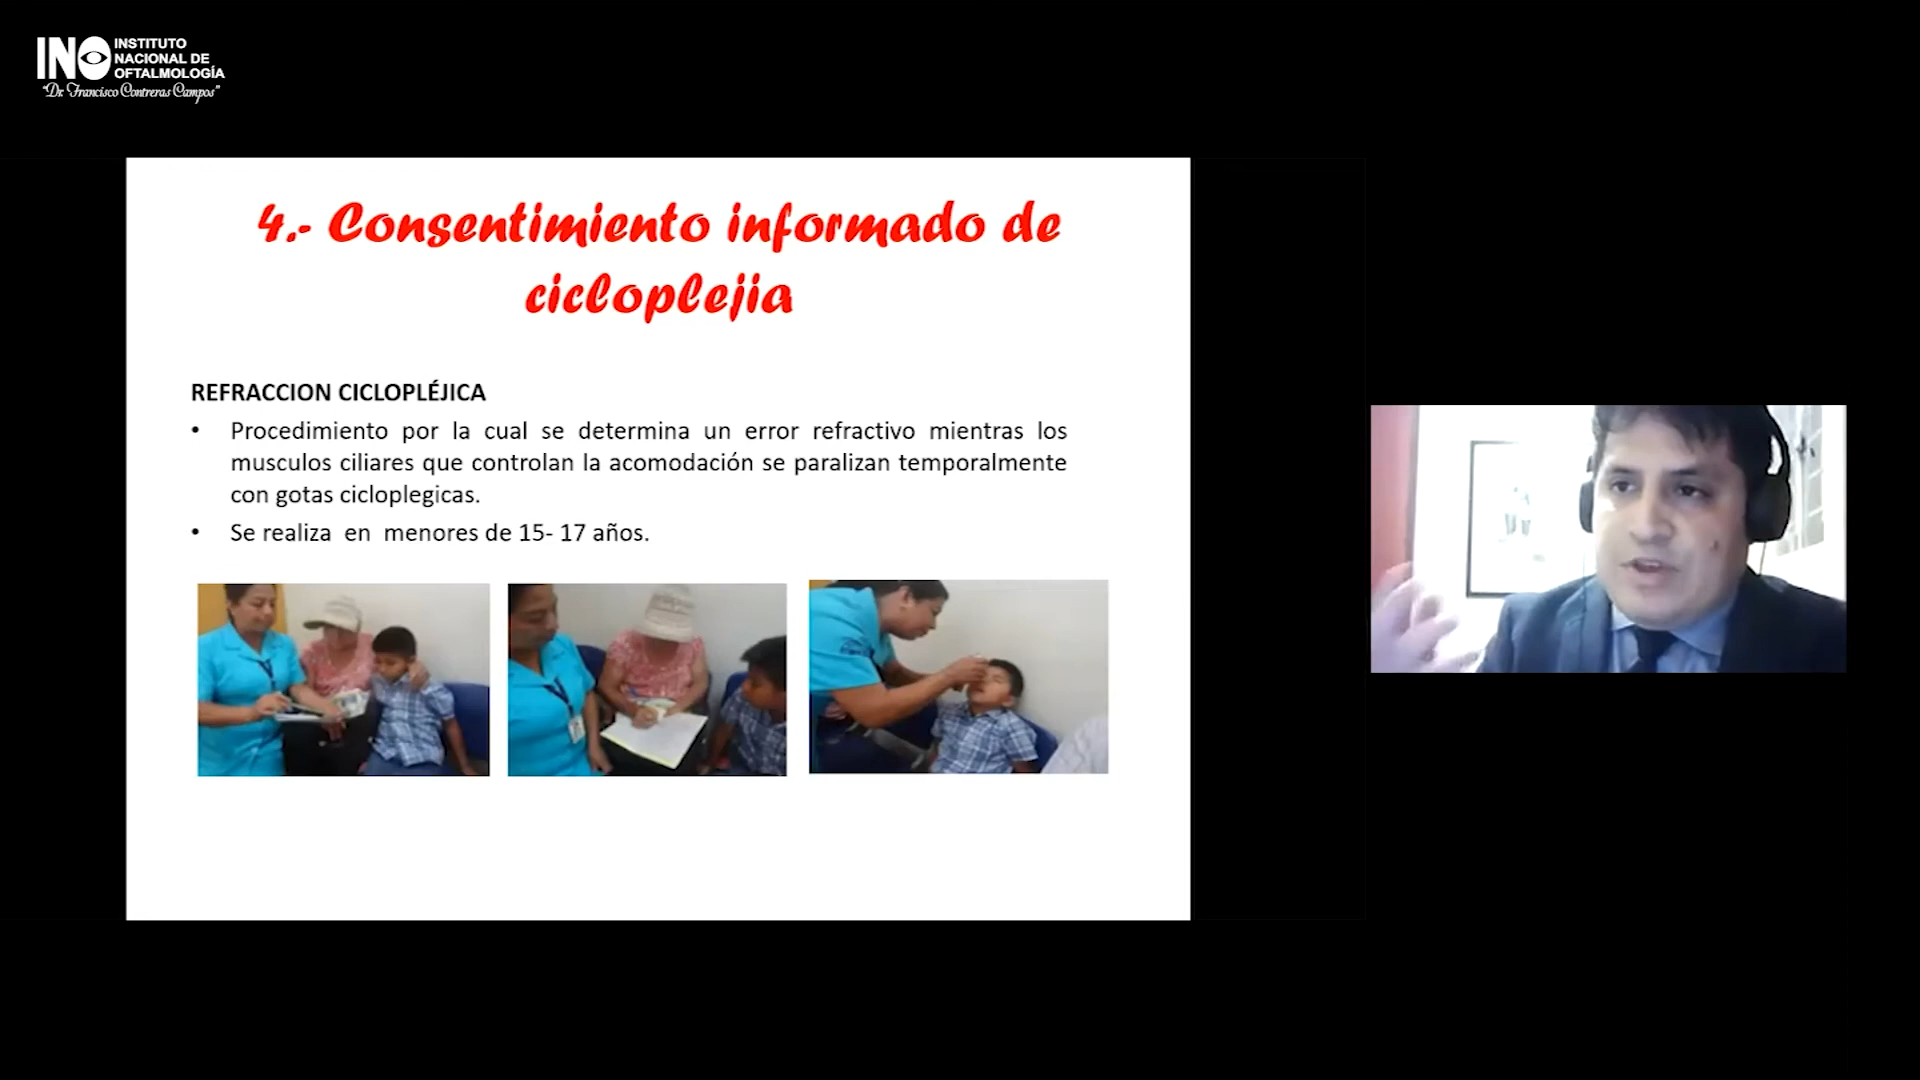 INO INSTITUTO
NACIONAL DE
OFTALMOLOGÍA
"Dr. Francisco Contreras Campos"
4.- Consentimiento informado de
cicloplejia
REFRACCION CICLOPLÉJICA
• Procedimiento por la cual se determina un error refractivo mientras los
musculos ciliares que controlan la acomodación se paralizan temporalmente
con gotas cicloplegicas.
• Se realiza en menores de 15- 17 años.